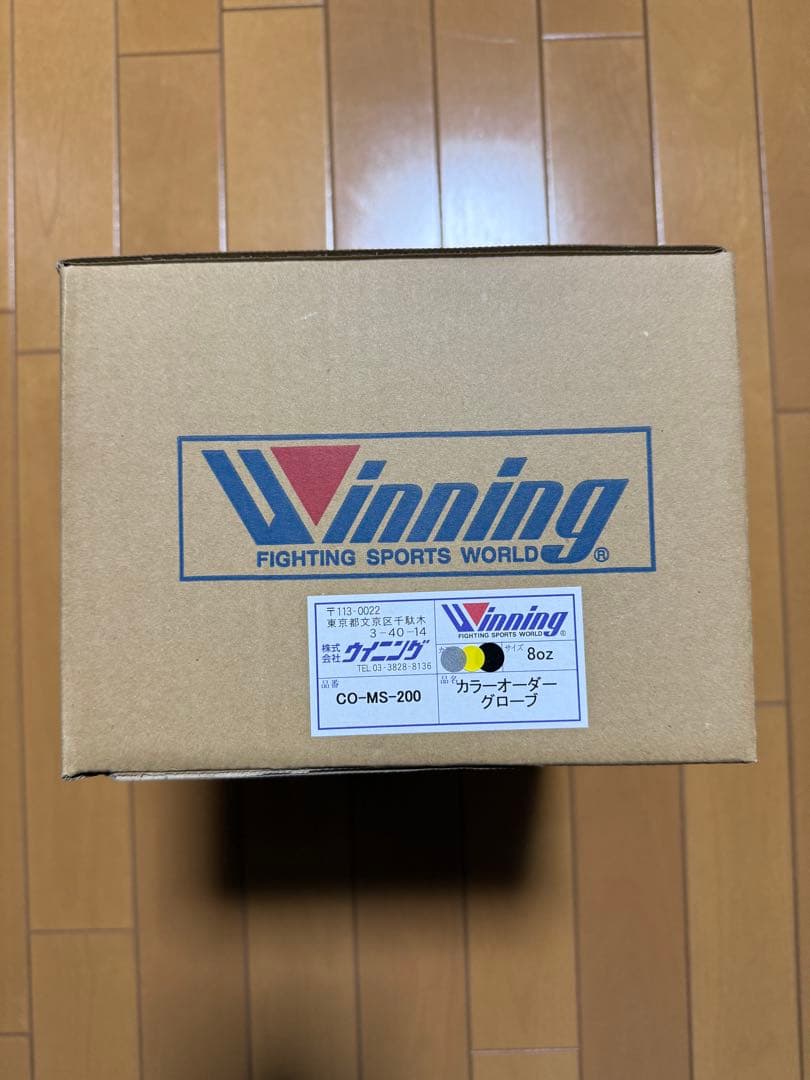 Winning
FIGHTING SPORTS WORLD®
〒113-0022
東京都文京区千駄木
3-40-14
株式会社 ウイニング
TEL 03-3828-8136
Winning
FIGHTING SPORTS WORLD®
カ
サイズ 8oz
品番
CO-MS-200
品名
カラーオーダー
グローブ